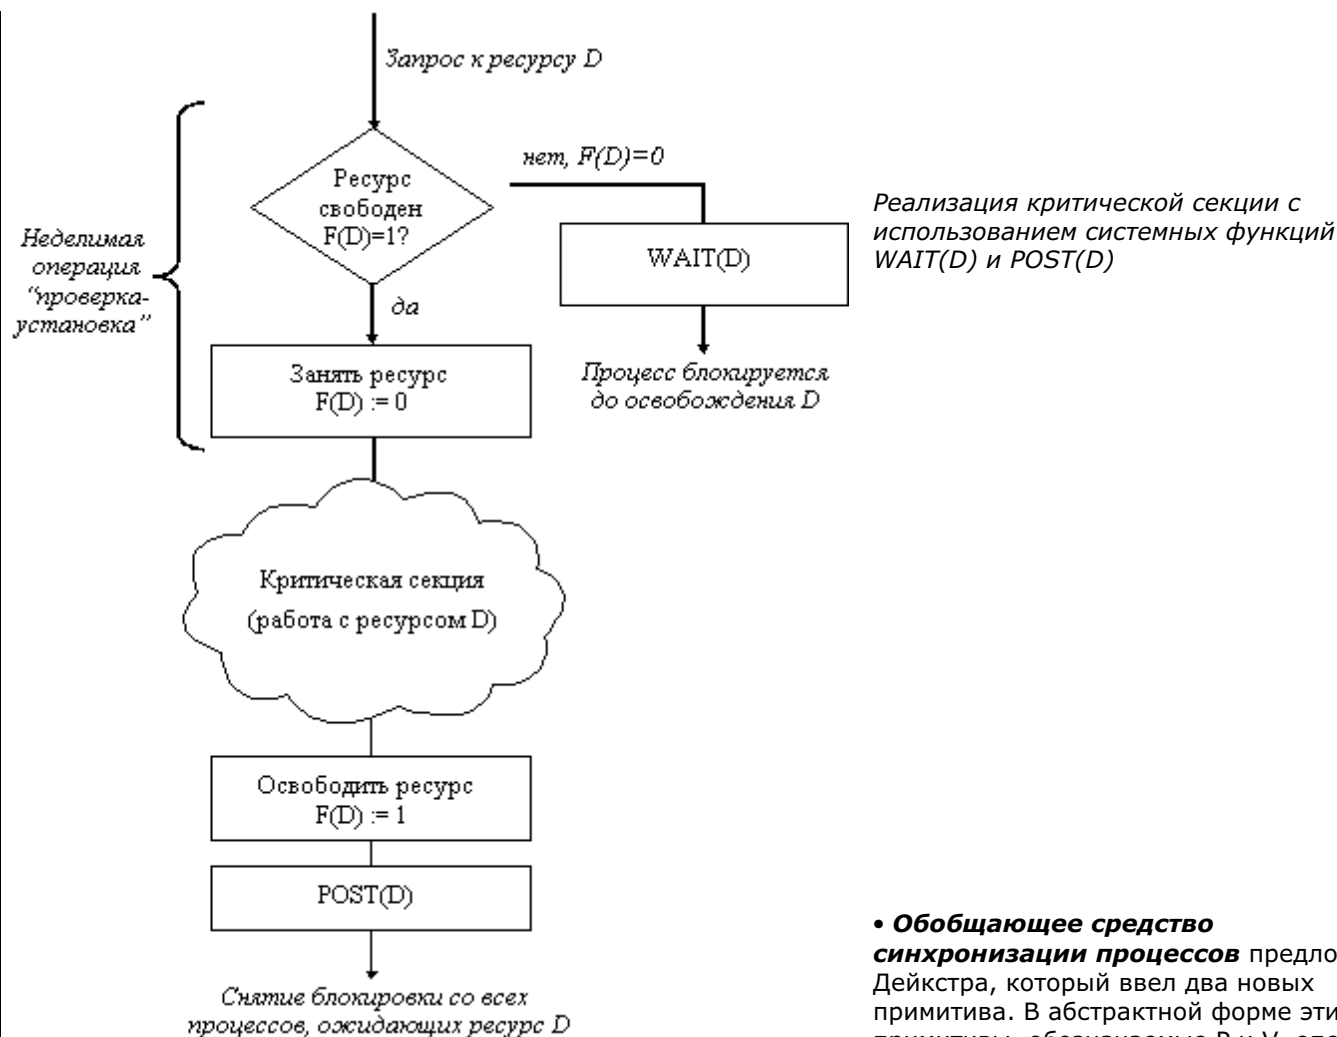 Запрос к ресурсу D
нет, F(D)=0
Ресурс
свободен
F(D)=1?
Неделимая
операция
“проверка-
установка”
WAIT(D)
Реализация критической секции с
использованием системных функций
WAIT(D) и POST(D)
да
Занять ресурс
F(D) := 0
Процесс блокируется
до освобождения D
Критическая секция
(работа с ресурсом D)
Освободить ресурс
F(D) := 1
POST(D)
Снятие блокировки со всех
процессов, ожидающих ресурс D
• Обобщающее средство
синхронизации процессов
Дейкстра, который ввел два новых
примитива. В абстрактной форме